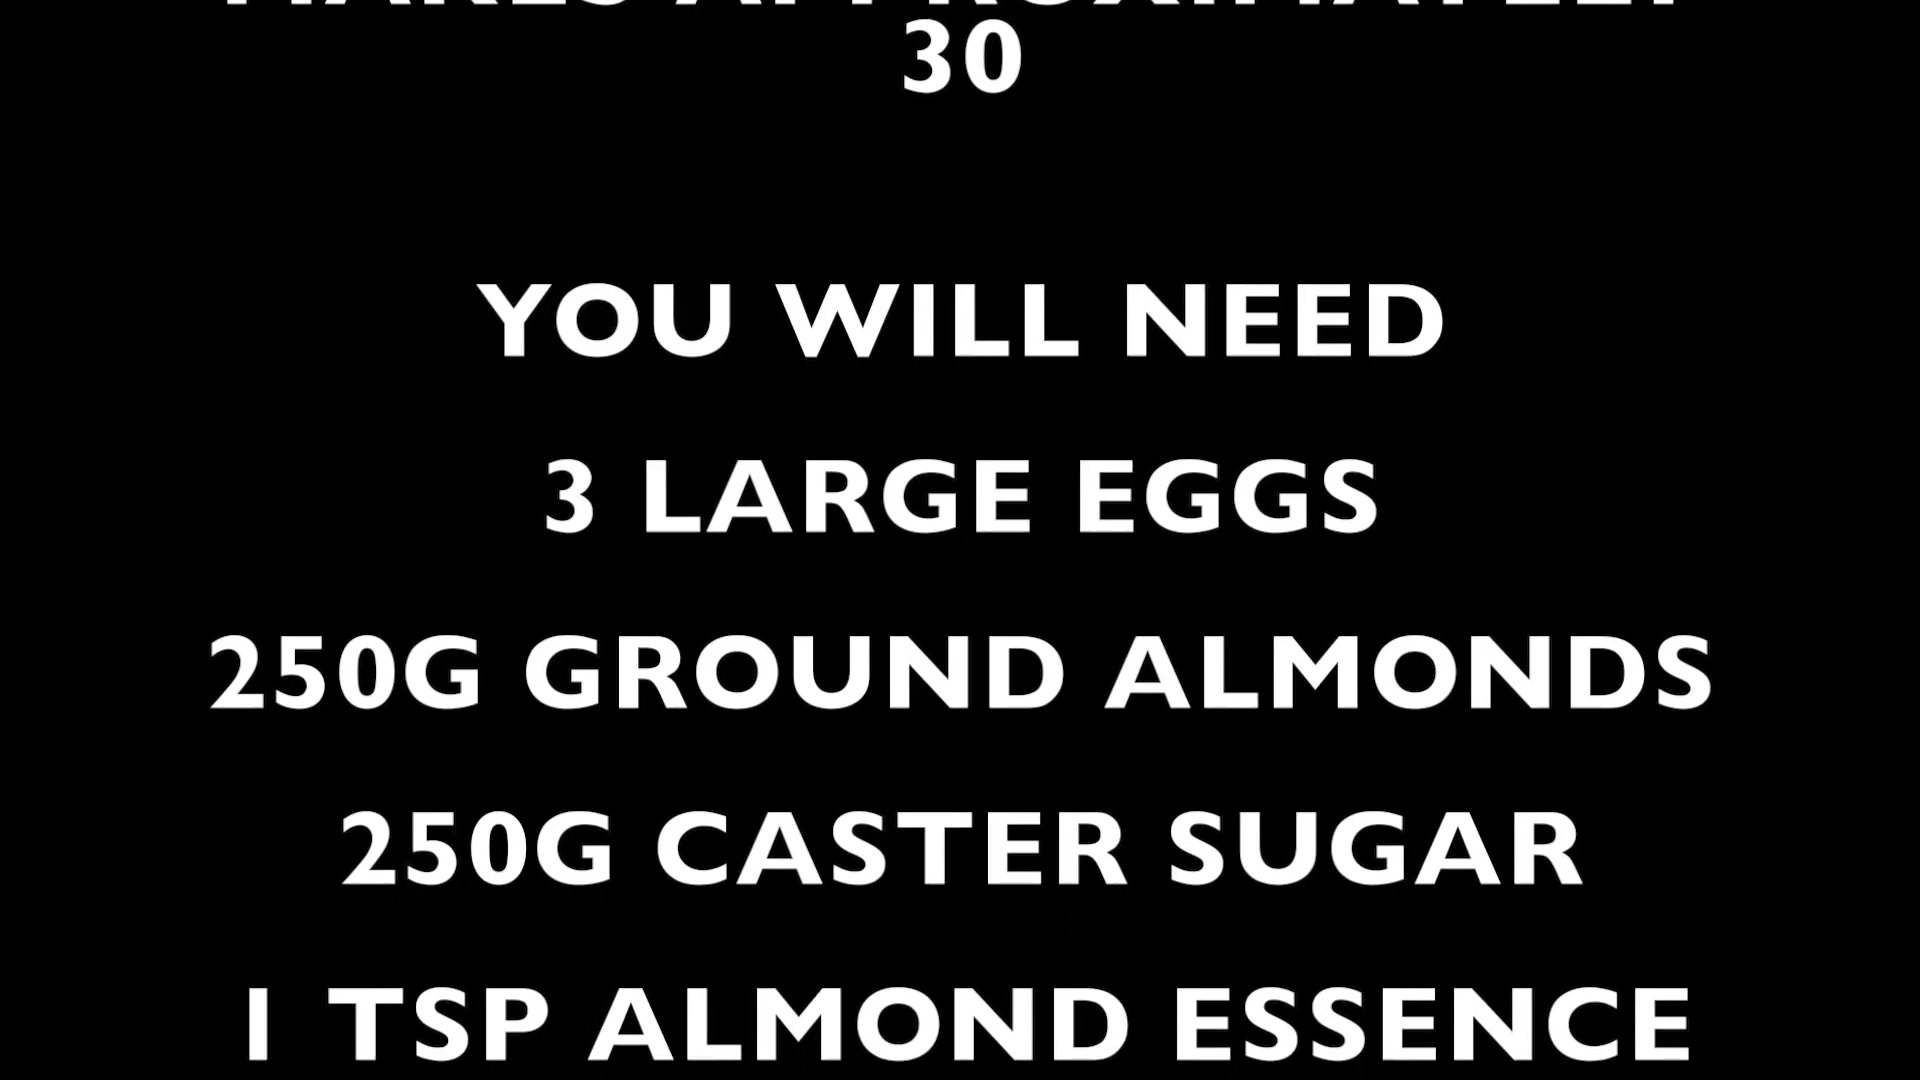 30
YOU WILL NEED
3 LARGE EGGS
250G GROUND ALMONDS
250G CASTER SUGAR
1 TSP ALMOND ESSENCE